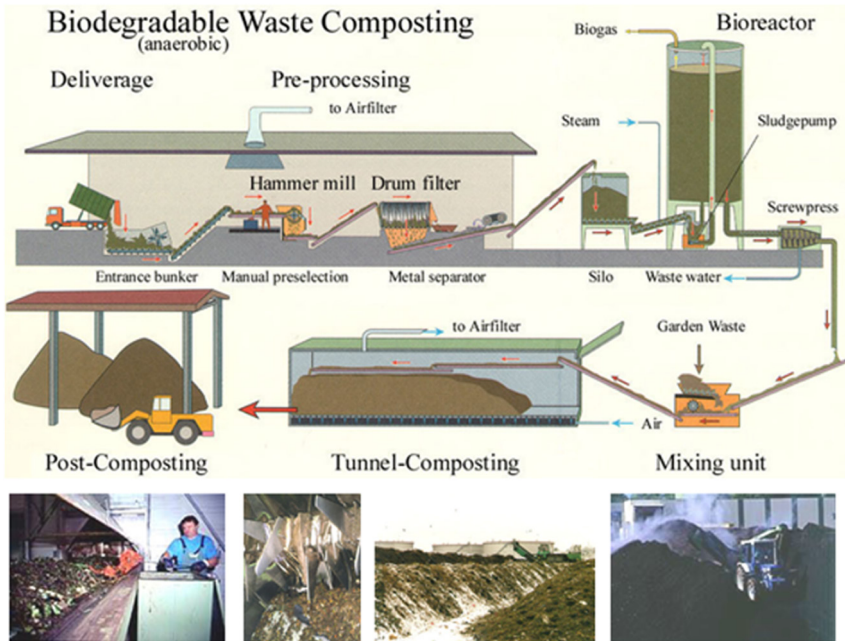 Biodegradable Waste Composting
(anaerobic)
Bioreactor
Biogas
Deliverage
Pre-processing
to Airfilter
Steam
Sludgepump
Hammer mill
Drum filter
Screwpress
Entrance bunker
Manual preselection
Metal separator
Silo
Waste water
to Airfilter
Garden Waste
Air
Post-Composting
Tunnel-Composting
Mixing unit